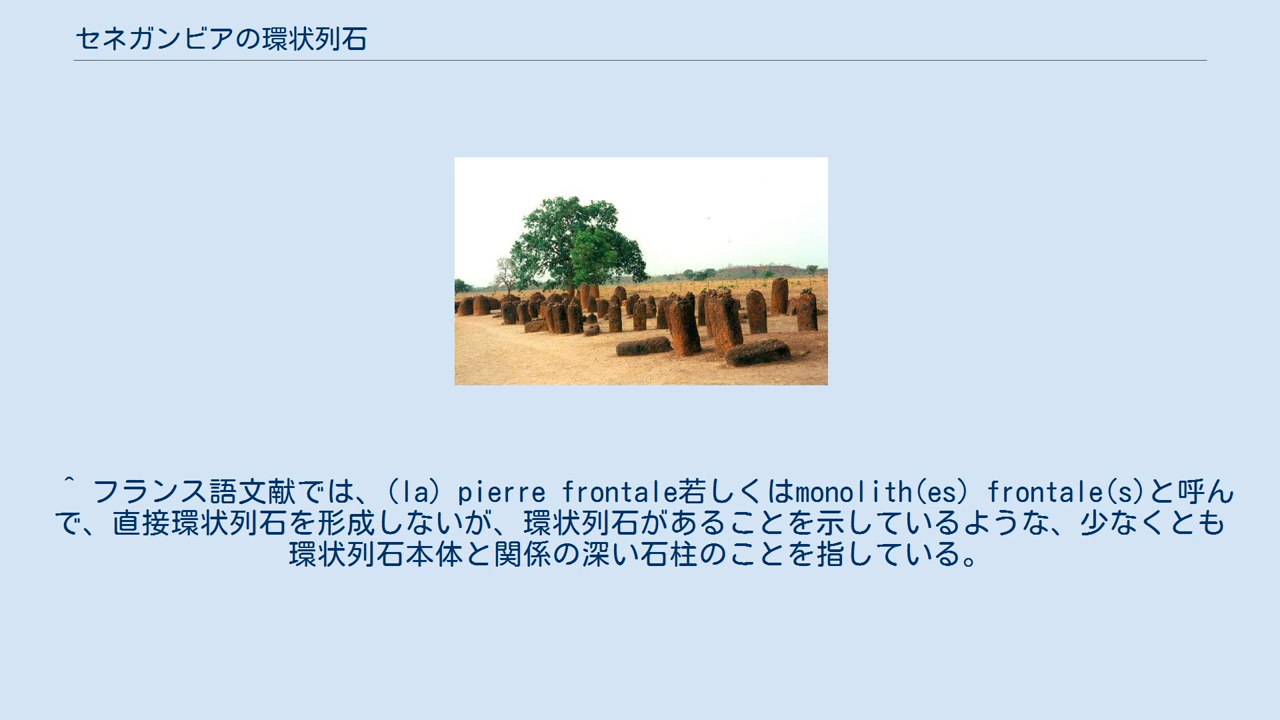 セネガンビアの環状列石
^ フランス語文献では、(la) pierre frontale若しくはmonolith(es) frontale(s)と呼ん
で、直接環状列石を形成しないが、環状列石があることを示しているような、少なくとも
環状列石本体と関係の深い石柱のことを指している。